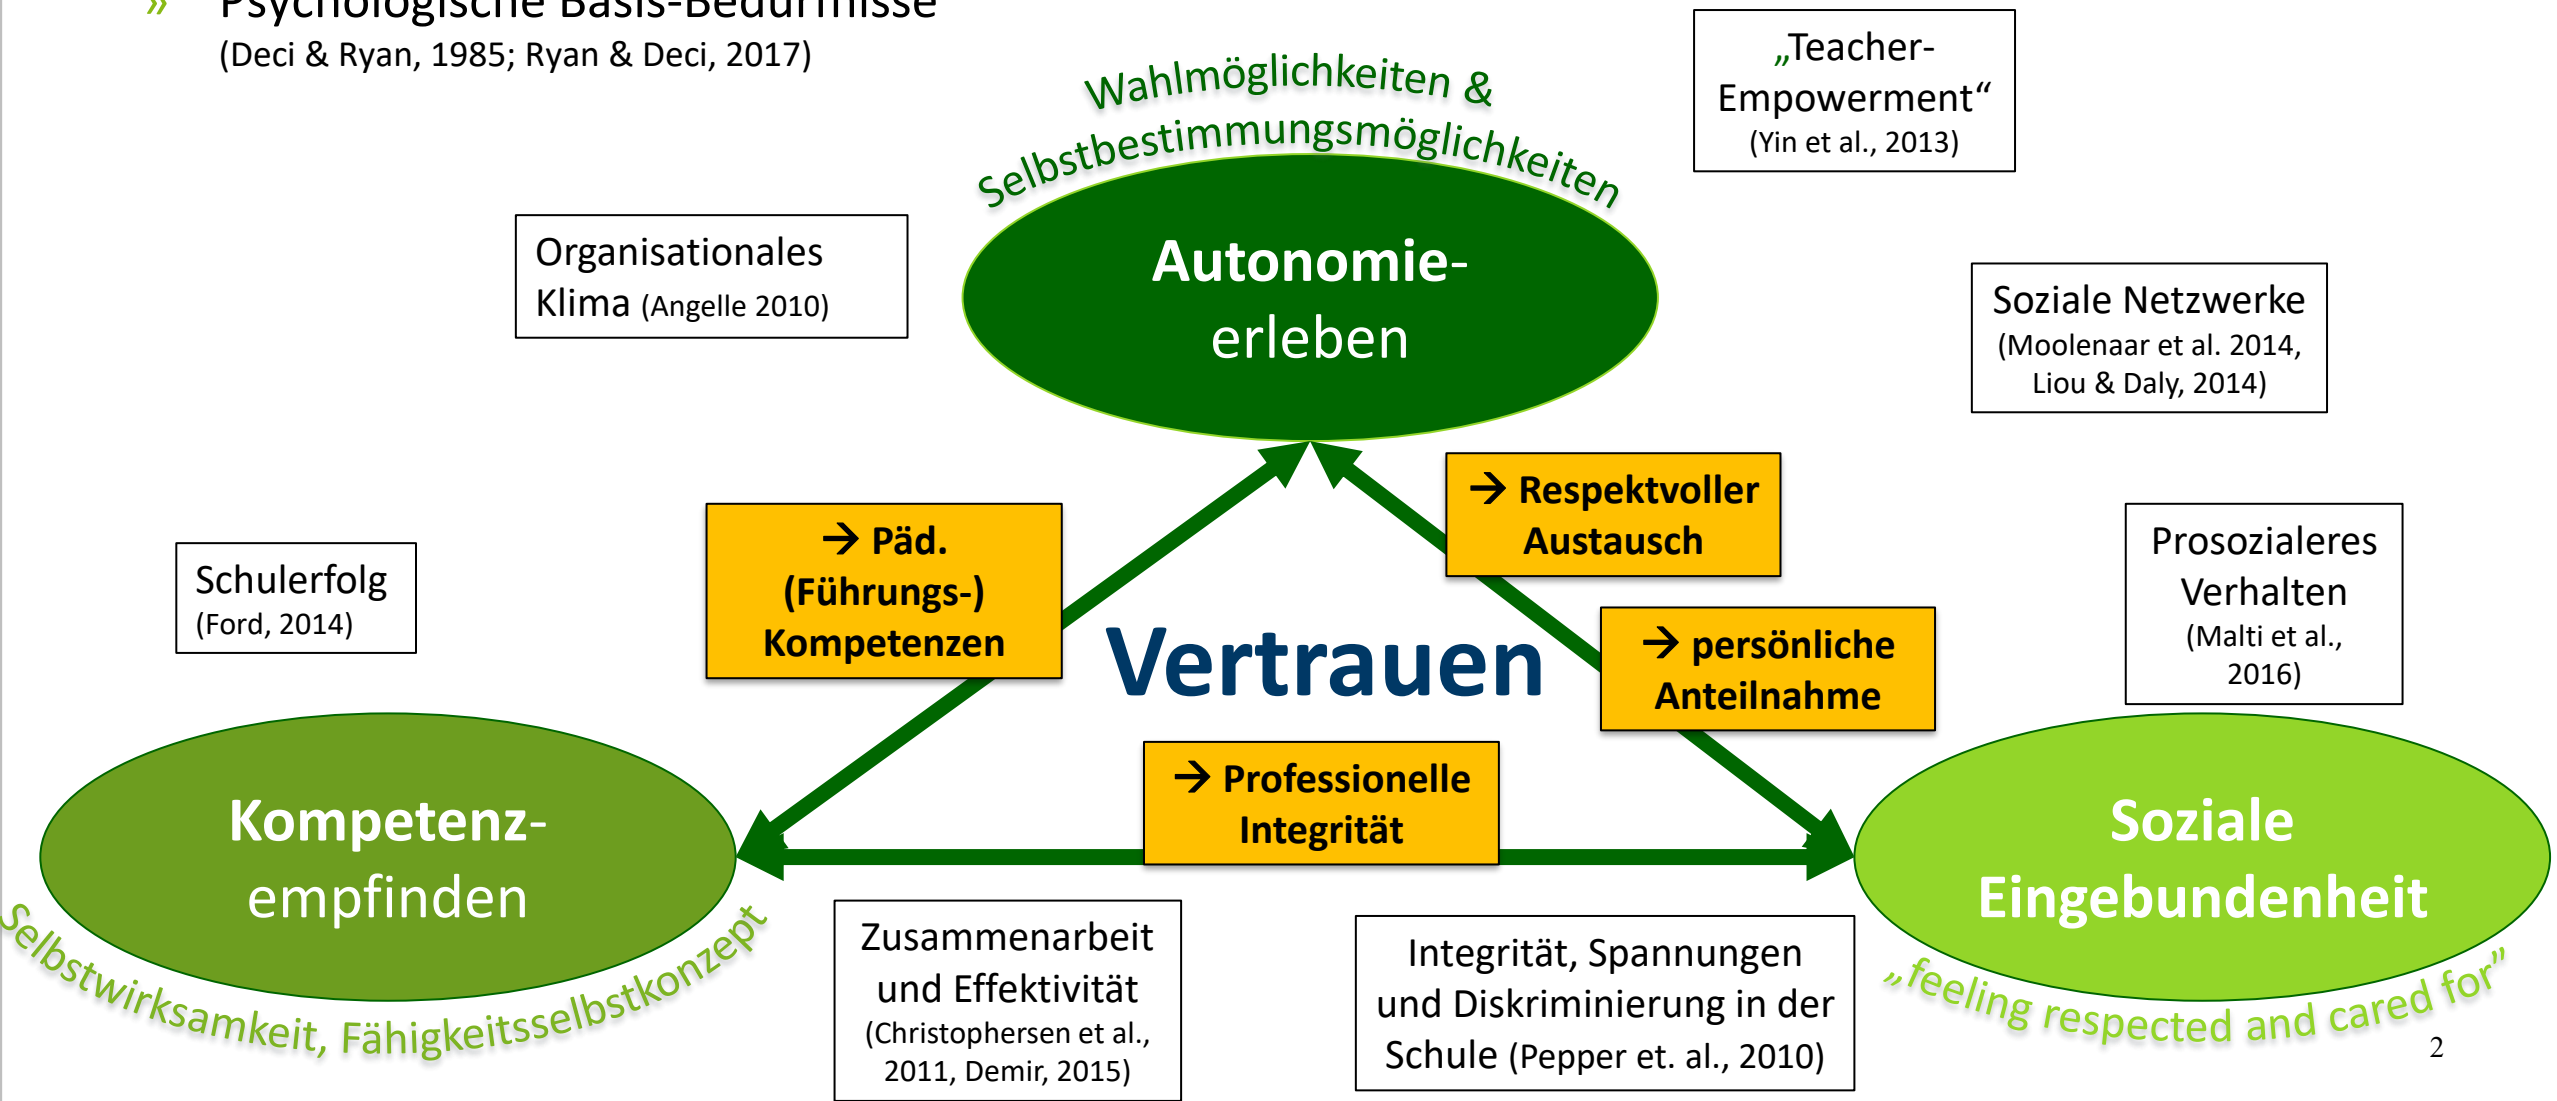 » Psychologische Basis-Bedürfnisse
(Deci & Ryan, 1985; Ryan & Deci, 2017)
„Teacher-
Empowerment“
(Yin et al., 2013)
Wahlmöglichkeiten &
Selbstbestimmungsmöglichkeiten
Autonomie-
erleben
Organisationales
Klima (Angelle 2010)
Soziale Netzwerke
(Moolenaar et al. 2014,
Liou & Daly, 2014)
→ Respektvoller
Austausch
→ Päd.
(Führungs-)
Kompetenzen
Schulerfolg
(Ford, 2014)
Prosozialeres
Verhalten
(Malti et al.,
2016)
Vertrauen
→ persönliche
Anteilnahme
→ Professionelle
Integrität
Kompetenz-
empfinden
Selbstwirksamkeit, Fähigkeitsselbstkonzept
Soziale
Eingebundenheit
„feeling respected and cared for”
Zusammenarbeit
und Effektivität
(Christophersen et al.,
2011, Demir, 2015)
Integrität, Spannungen
und Diskriminierung in der
Schule (Pepper et. al., 2010)
2